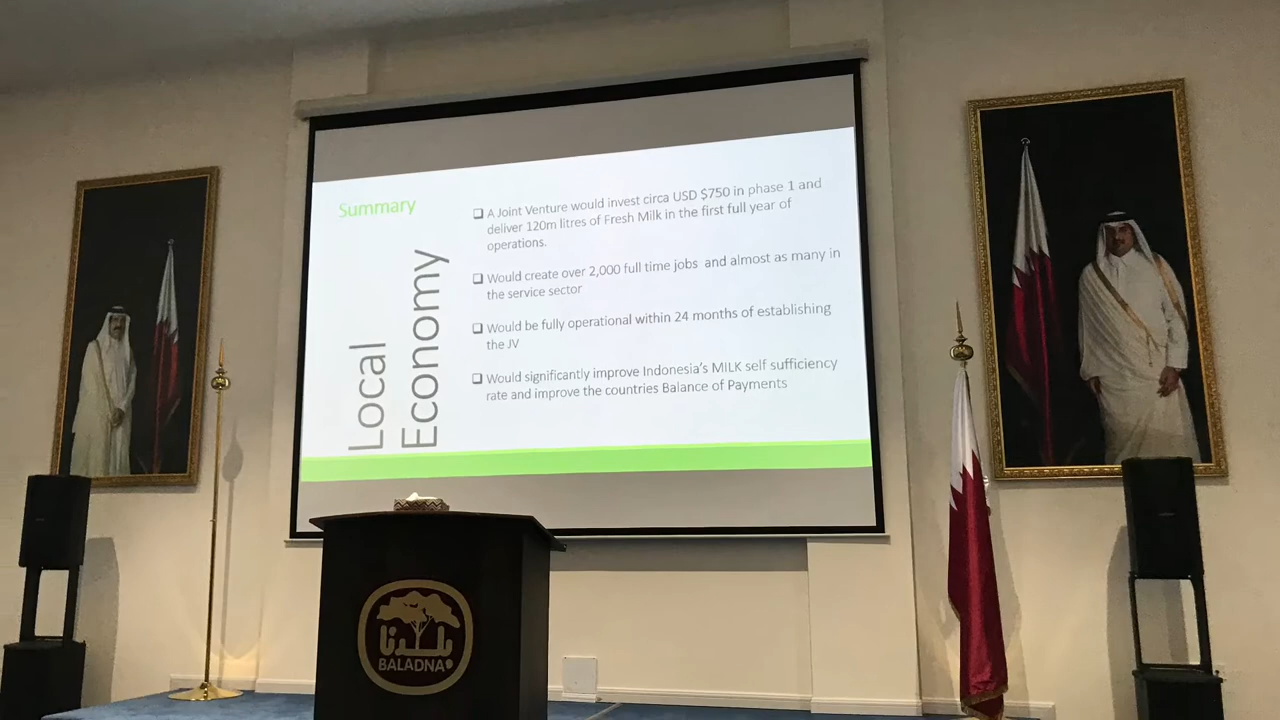 Summary
Local
Economy
A Joint Venture would invest circa USD $750 in phase 1 and
deliver 120m litres of Fresh Milk in the first full year of
operations.
Would create over 2,000 full time jobs and almost as many in
the service sector
Would be fully operational within 24 months of establishing
the JV
Would significantly improve Indonesia's MILK self sufficiency
rate and improve the countries Balance of Payments
بلدنا
BALADNA